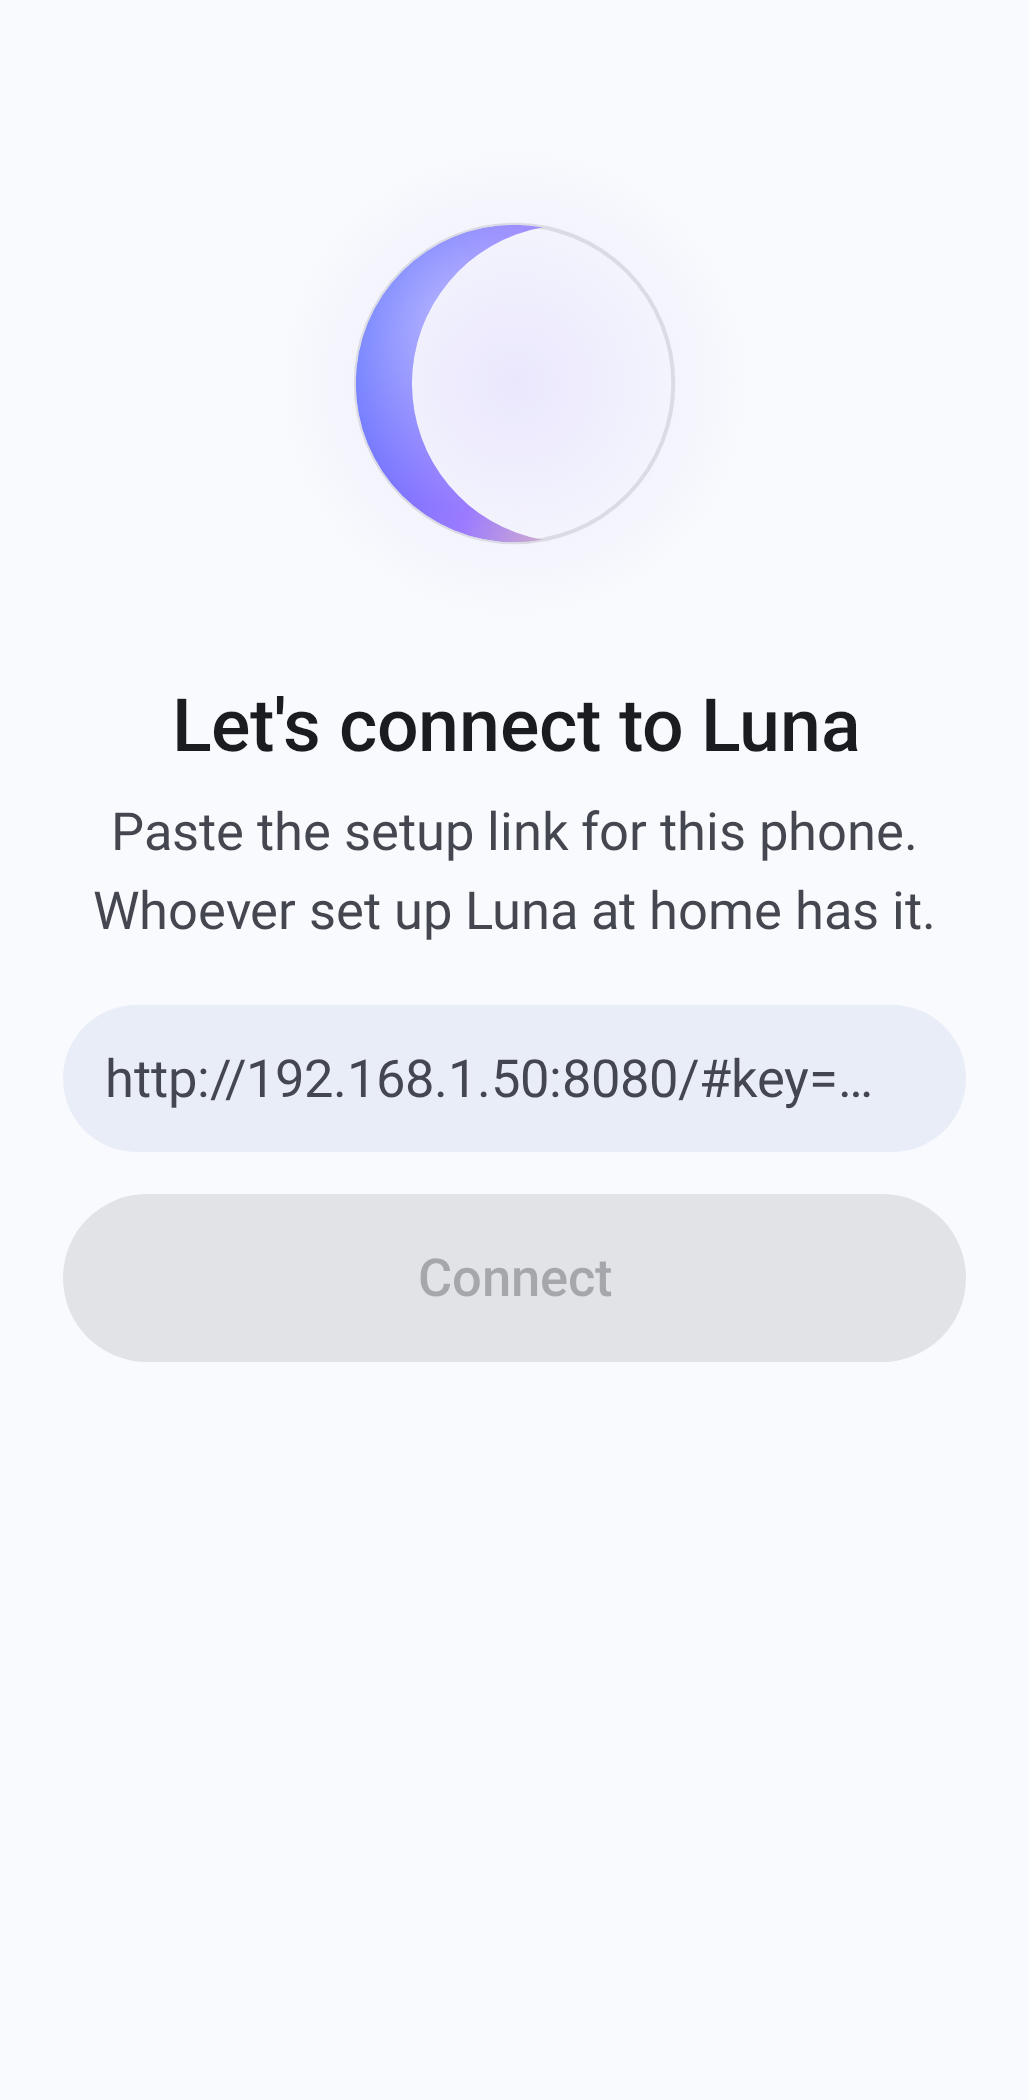 Let's connect to Luna
Paste the setup link for this phone.
Whoever set up Luna at home has it.
http://192.168.1.50:8080/#key=…
Connect